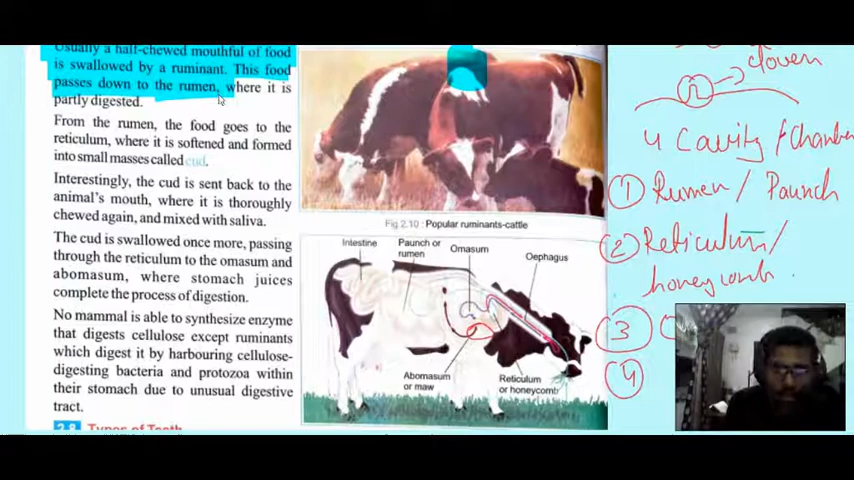 Usually a half-chewed mouthful of food
is swallowed by a ruminant. This food
passes down to the rumen, where it is
partly digested.
From the rumen, the food goes to the
reticulum, where it is softened and formed
into small masses called cud.
Interestingly, the cud is sent back to the
animal's mouth, where it is thoroughly
chewed again, and mixed with saliva.
The cud is swallowed once more, passing
through the reticulum to the omasum and
abomasum, where stomach juices
complete the process of digestion.
No mammal is able to synthesize enzyme
that digests cellulose except ruminants
which digest it by harbouring cellulose-
digesting bacteria and protozoa within
their stomach due to unusual digestive
tract.
2.8 Types of Teeth
Fig 2.10 : Popular ruminants-cattle
Intestine
Paunch or
rumen
Omasum
Oephagus
Abomasum
or maw
Reticulum
or honeycomb
cloven
4 Cavity / Chamber
1 Rumen / Paunch
2 Reticulum /
honeycomb
3
4